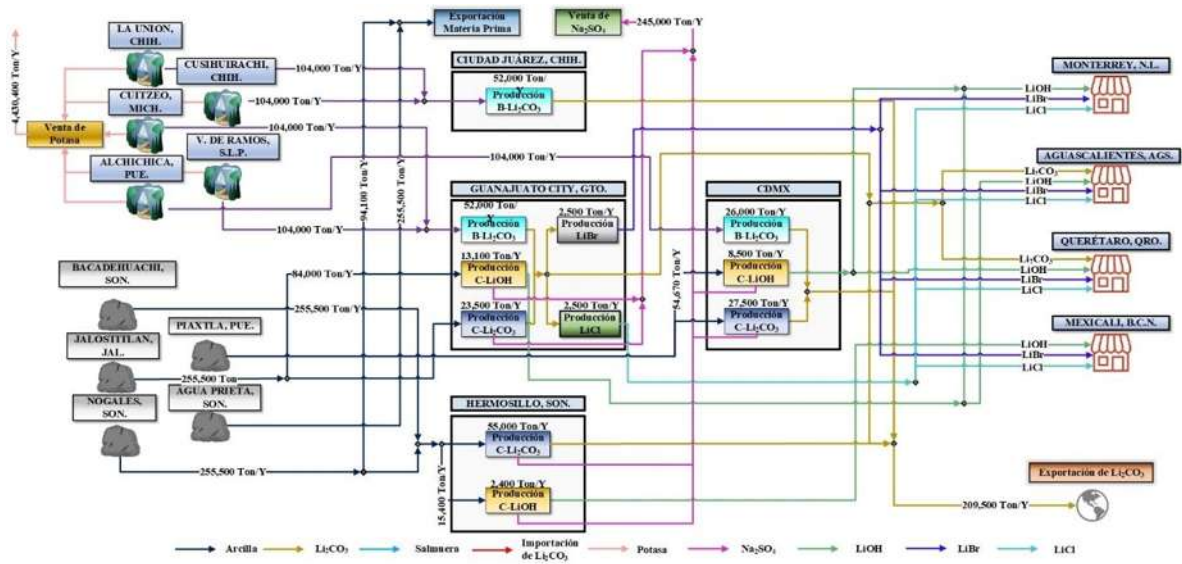 Exportación
Materia Prima
Venta de
Na₂SO₄
245,000 Ton/Y
4,430,400 Ton/Y
LA UNION,
CHIH.
CUSIHUIRACHI,
CHIH.
104,000 Ton/Y
CUITZEO,
MICH.
104,000 Ton/Y
Venta de
Potasa
104,000 Ton/Y
V. DE RAMOS,
S.L.P.
ALCHICHICA,
PUE.
104,000 Ton/Y
104,000 Ton/Y
94,100 Ton/Y
255,500 Ton/Y
CIUDAD JUÁREZ, CHIH.
52,000 Ton/
Y
Producción
B-Li₂CO₃
GUANAJUATO CITY, GTO.
52,000 Ton/
Y
Producción
B-Li₂CO₃
2,500 Ton/Y
Producción
LiBr
13,100 Ton/Y
Producción
C-LiOH
23,500 Ton/Y
Producción
C-Li₂CO₃
2,500 Ton/Y
Producción
LiCl
CDMX
26,000 Ton/Y
Producción
B-Li₂CO₃
8,500 Ton/Y
Producción
C-LiOH
27,500 Ton/Y
Producción
C-Li₂CO₃
54,670 Ton/Y
MONTERREY, N.L.
LiOH
LiBr
LiCl
AGUASCALIENTES, AGS.
Li₂CO₃
LiOH
LiBr
LiCl
QUERÉTARO, QRO.
Li₂CO₃
LiOH
LiBr
LiCl
MEXICALI, B.C.N.
LiOH
LiBr
LiCl
BACADEHUACHI,
SON.
84,000 Ton/Y
255,500 Ton/Y
PIAXTLA, PUE.
JALOSTITLAN,
JAL.
255,500 Ton
AGUA PRIETA,
SON.
NOGALES,
SON.
255,500 Ton/Y
HERMOSILLO, SON.
55,000 Ton/Y
Producción
C-Li₂CO₃
15,400 Ton/Y
2,400 Ton/Y
Producción
C-LiOH
Exportación de Li₂CO₃
209,500 Ton/Y
Arcilla
Li₂CO₃
Salmuera
Importación
de Li₂CO₃
Potasa
Na₂SO₄
LiOH
LiBr
LiCl